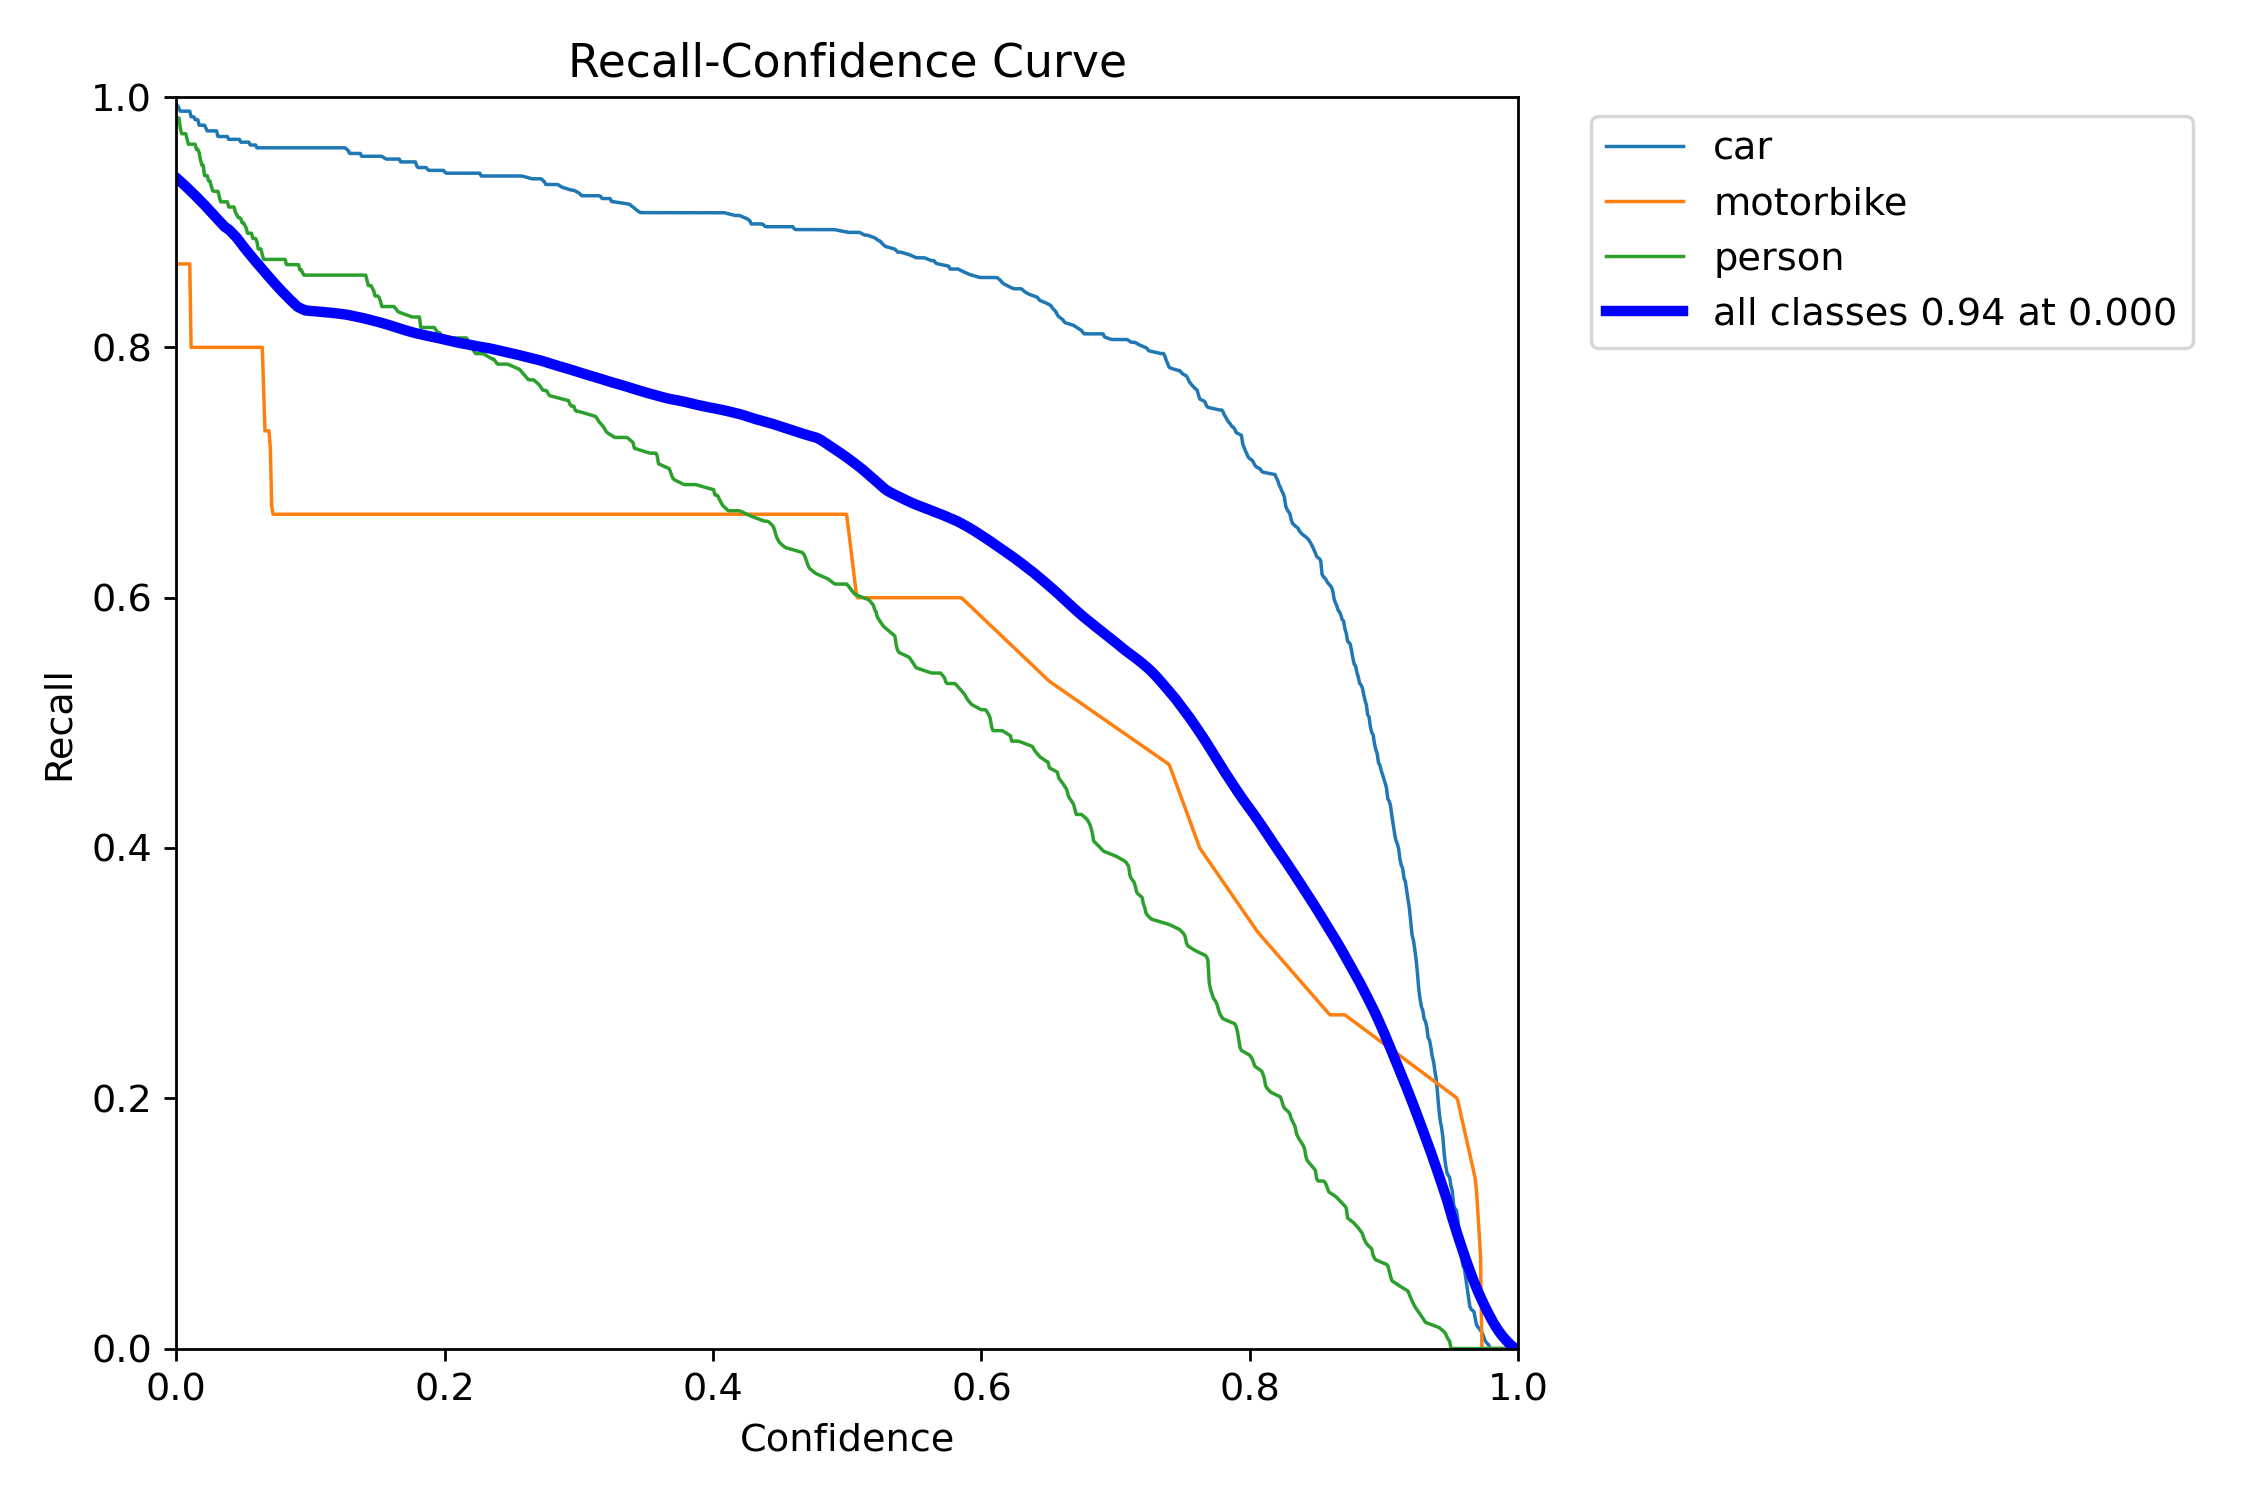 Recall-Confidence Curve
1.0
0.8
0.6
0.4
0.2
0.0
Recall
0.0 0.2 0.4 0.6 0.8 1.0
Confidence
car
motorbike
person
all classes 0.94 at 0.000